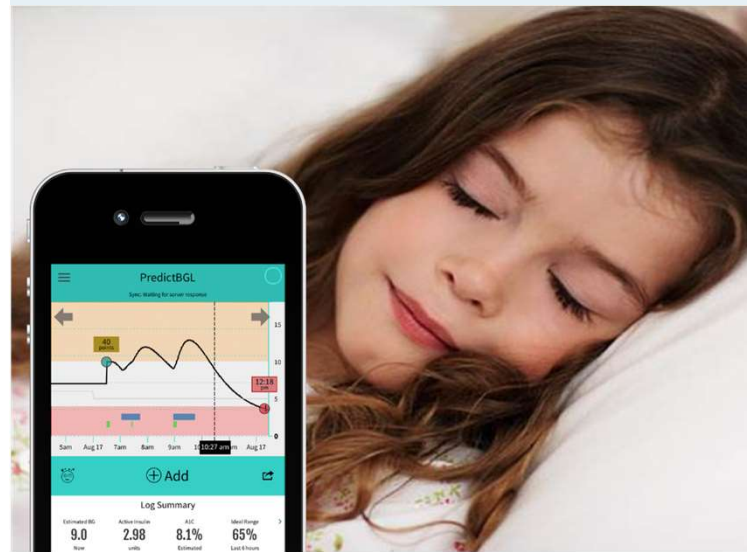 PredictBGL
Sync: Waiting for server response
15
40
points
10
12:18
pm
5
0
5am Aug 17 7am 8am 9am 10:27 am Aug 17
Add
Log Summary
Estimated BG Active Insulin A1C Ideal Range
9.0 2.98 8.1% 65%
Now units Estimated Last 6 hours